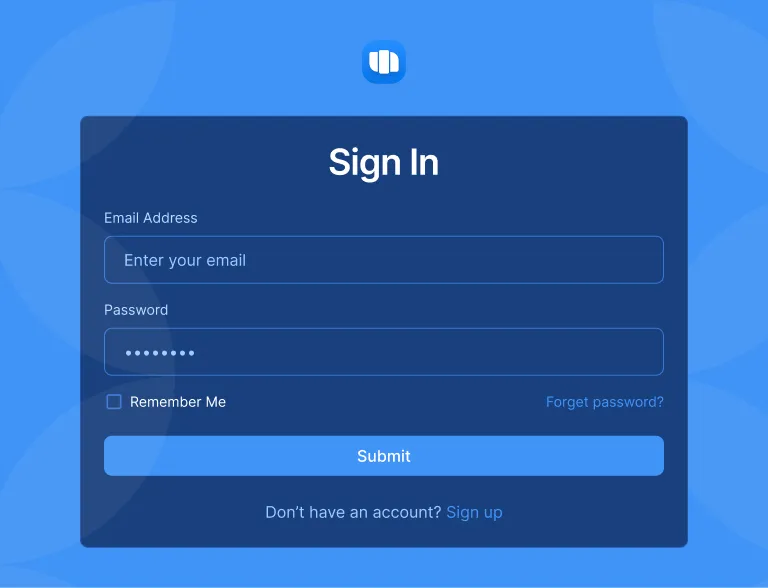 Sign In
Email Address
Enter your email
Password
••••••••
Remember Me Forget password?
Submit
Don’t have an account? Sign up